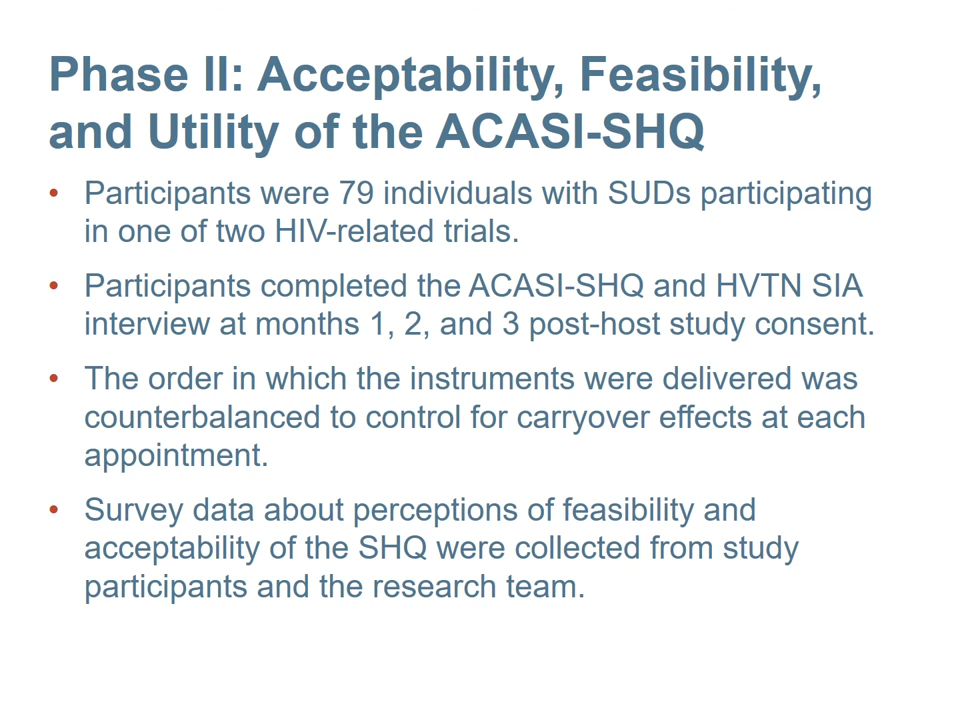 Phase II: Acceptability, Feasibility,
and Utility of the ACASI-SHQ
• Participants were 79 individuals with SUDs participating
in one of two HIV-related trials.
• Participants completed the ACASI-SHQ and HVTN SIA
interview at months 1, 2, and 3 post-host study consent.
• The order in which the instruments were delivered was
counterbalanced to control for carryover effects at each
appointment.
• Survey data about perceptions of feasibility and
acceptability of the SHQ were collected from study
participants and the research team.